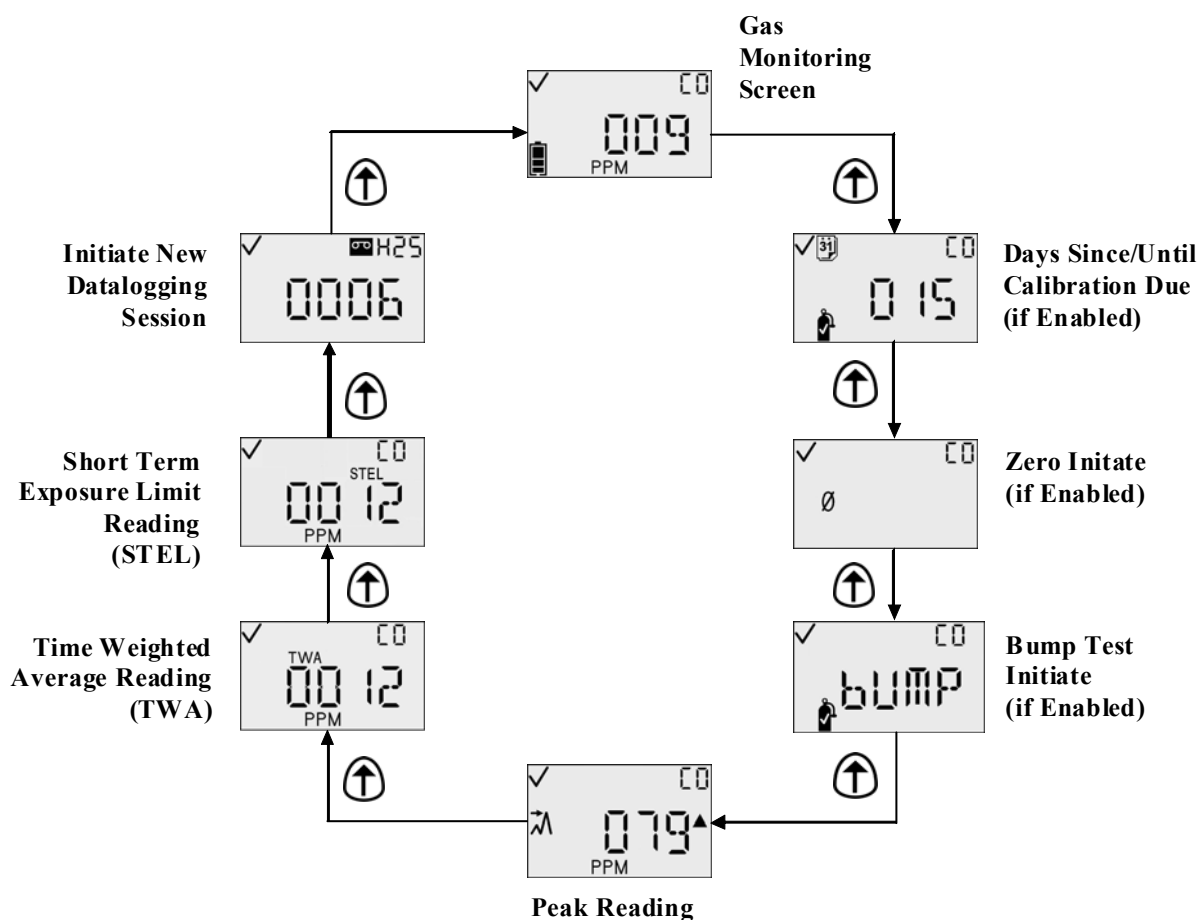 Gas
Monitoring
Screen
CO
009
PPM
31
CO
015
Days Since/Until
Calibration Due
(if Enabled)
CO
Ø
Zero Initate
(if Enabled)
CO
bUMP
Bump Test
Initiate
(if Enabled)
CO
079
PPM
Peak Reading
CO
TWA
0012
PPM
Time Weighted
Average Reading
(TWA)
CO
STEL
0012
PPM
Short Term
Exposure Limit
Reading
(STEL)
H2S
0006
Initiate New
Datalogging
Session